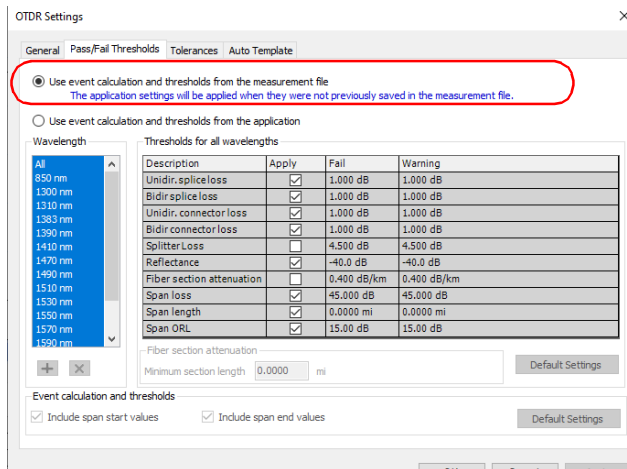 OTDR Settings
General Pass/Fail Thresholds Tolerances Auto Template
Use event calculation and thresholds from the measurement file
The application settings will be applied when they were not previously saved in the measurement file.
Use event calculation and thresholds from the application
Wavelength
All
850 nm
1300 nm
1310 nm
1383 nm
1390 nm
1410 nm
1470 nm
1490 nm
1510 nm
1530 nm
1550 nm
1570 nm
1590 nm
Thresholds for all wavelengths
Description Apply Fail Warning
Unidir. splice loss 1.000 dB 1.000 dB
Bidir splice loss 1.000 dB 1.000 dB
Unidir. connector loss 1.000 dB 1.000 dB
Bidir connector loss 1.000 dB 1.000 dB
Splitter Loss 4.500 dB 4.500 dB
Reflectance -40.0 dB -40.0 dB
Fiber section attenuation 0.400 dB/km 0.400 dB/km
Span loss 45.000 dB 45.000 dB
Span length 0.0000 mi 0.0000 mi
Span ORL 15.00 dB 15.00 dB
Fiber section attenuation
Minimum section length 0.0000 mi
Default Settings
Event calculation and thresholds
Include span start values Include span end values
Default Settings